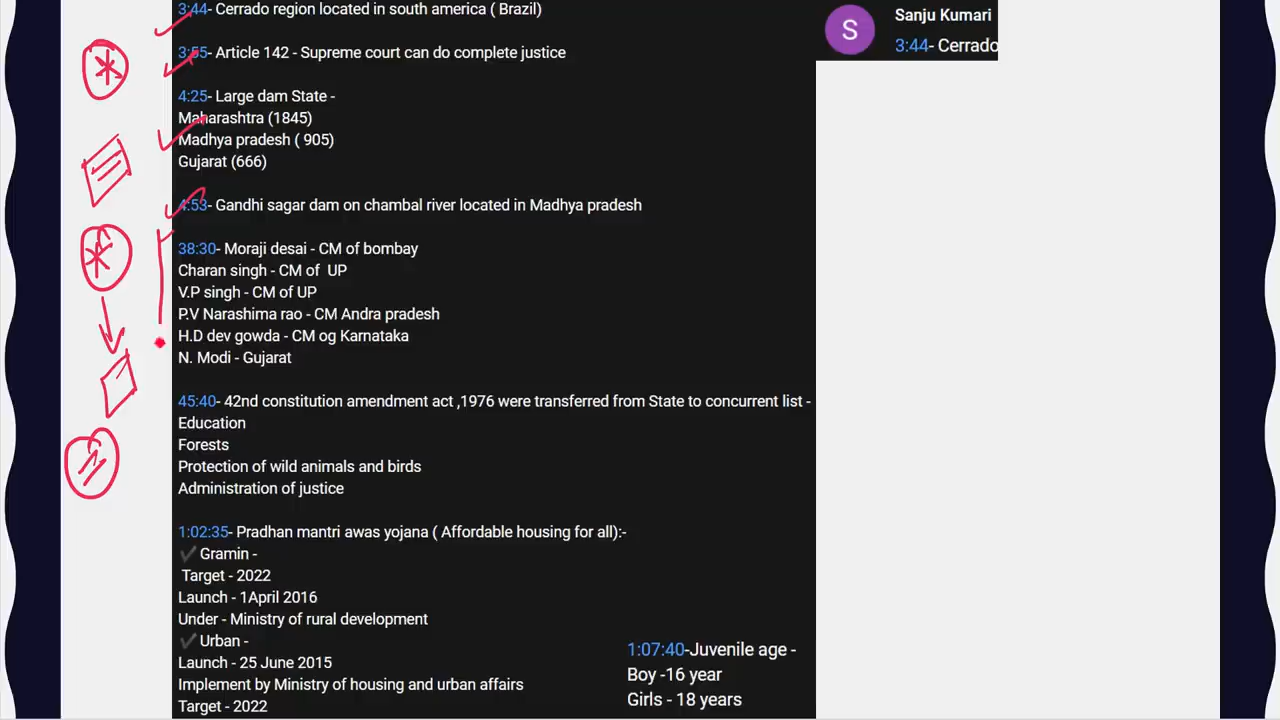 3:44- Cerrado region located in south america ( Brazil)
3:55- Article 142 - Supreme court can do complete justice
4:25- Large dam State -
Maharashtra (1845)
Madhya pradesh ( 905)
Gujarat (666)
4:53- Gandhi sagar dam on chambal river located in Madhya pradesh
38:30- Moraji desai - CM of bombay
Charan singh - CM of UP
V.P singh - CM of UP
P.V Narashima rao - CM Andra pradesh
H.D dev gowda - CM og Karnataka
N. Modi - Gujarat
45:40- 42nd constitution amendment act ,1976 were transferred from State to concurrent list -
Education
Forests
Protection of wild animals and birds
Administration of justice
1:02:35- Pradhan mantri awas yojana ( Affordable housing for all):-
✔Gramin -
Target - 2022
Launch - 1April 2016
Under - Ministry of rural development
✔Urban -
Launch - 25 June 2015
Implement by Ministry of housing and urban affairs
Target - 2022
1:07:40-Juvenile age -
Boy -16 year
Girls - 18 years
S
Sanju Kumari
3:44- Cerrado